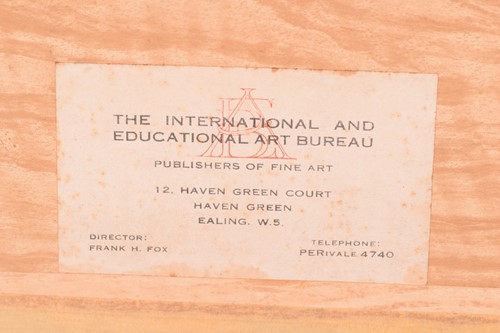 THE INTERNATIONAL AND
EDUCATIONAL ART BUREAU
PUBLISHERS OF FINE ART
12, HAVEN GREEN COURT
HAVEN GREEN
EALING. W.5.
DIRECTOR:
FRANK H. FOX
TELEPHONE:
PERIVALE 4740